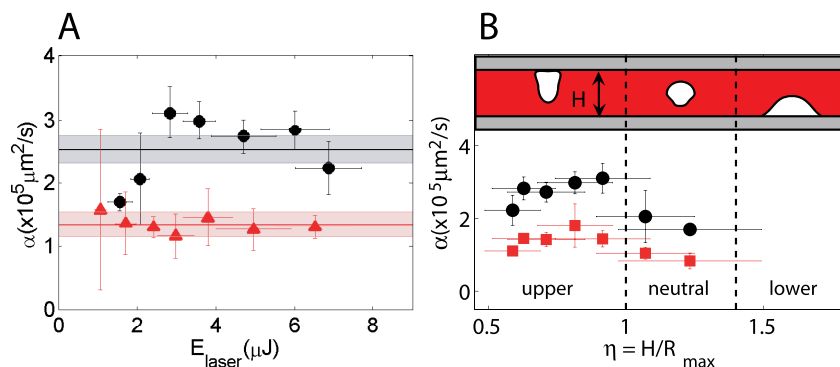 A
α(x10⁵μm²/s)
4
3
2
1
0
0 2 4 6 8
E_laser(μJ)
B
H
α(x10⁵μm²/s)
4
2
0
upper neutral lower
0.5 1 1.5
η = H/R_max